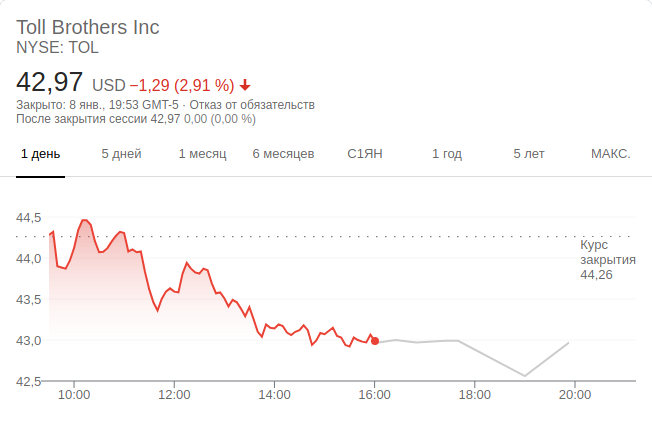 Toll Brothers Inc
NYSE: TOL
42,97 USD −1,29 (2,91 %)
Закрыто: 8 янв., 19:53 GMT-5 · Отказ от обязательств
После закрытия сессии 42,97 0,00 (0,00 %)
1 день 5 дней 1 месяц 6 месяцев С1ЯН 1 год 5 лет МАКС.
44,5
Курс
закрытия
44,26
44,0
43,5
43,0
42,5
10:00 12:00 14:00 16:00 18:00 20:00